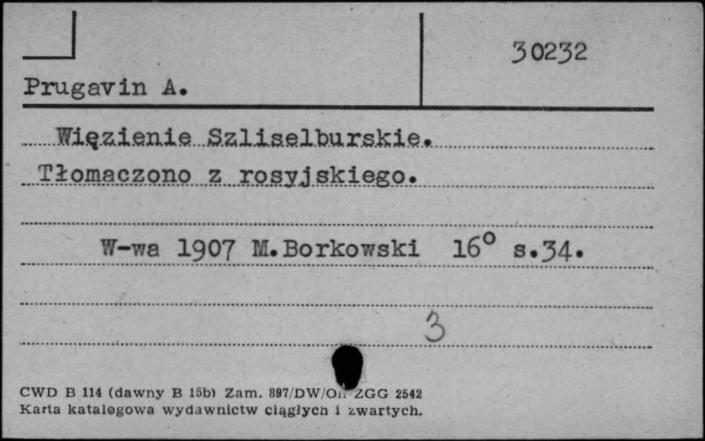 30232
Prugavin A.
Więzienie Szliselburskie.
Tłomaczono z rosyjskiego.
W-wa 1907 M.Borkowski 16° s.34.
3
CWD B 114 (dawny B 15b) Zam. 897/DW/ ZGG 2542
Karta katalogowa wydawnictw ciągłych i zwartych.